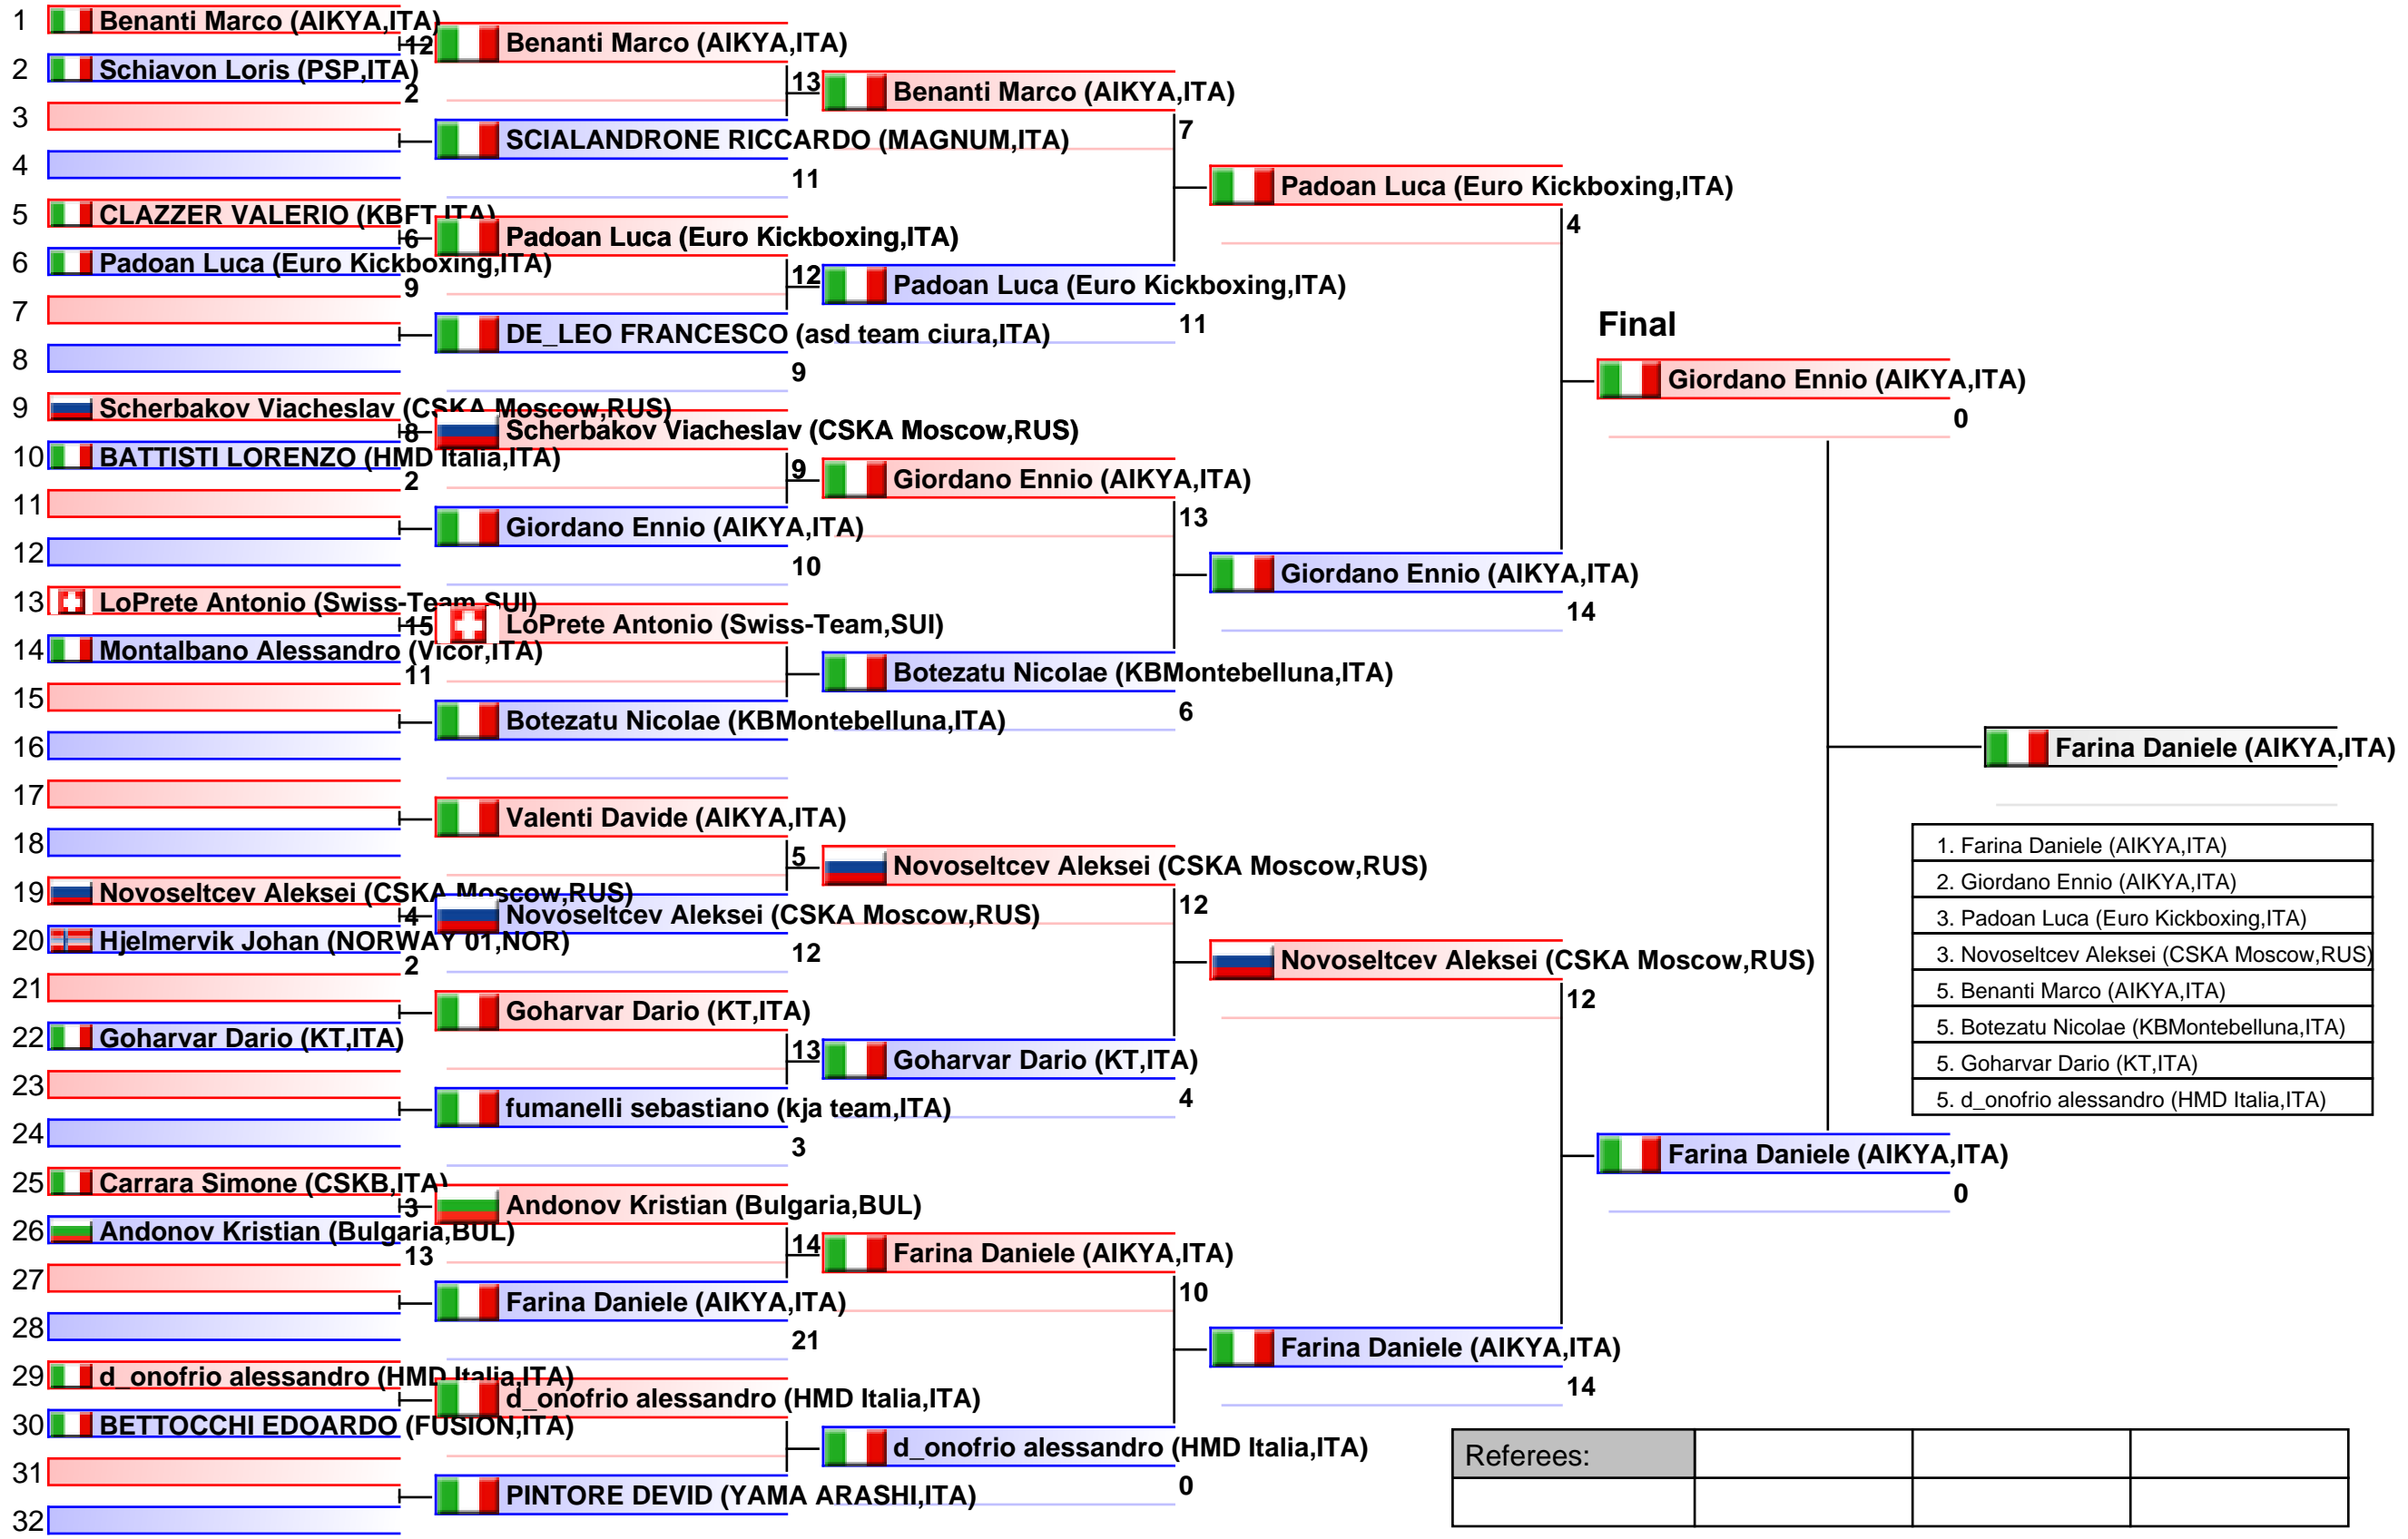 1 Benanti Marco (AIKYA,ITA)
12
2 Schiavon Loris (PSP,ITA)
2
3
4
5 CLAZZER VALERIO (KBFT,ITA)
6
6 Padoan Luca (Euro Kickboxing,ITA)
9
7
8
9 Scherbakov Viacheslav (CSKA Moscow,RUS)
8
10 BATTISTI LORENZO (HMD Italia,ITA)
2
11
12
13 LoPrete Antonio (Swiss-Team,SUI)
15
14 Montalbano Alessandro (Vicor,ITA)
11
15
16
17
18
19 Novoseltcev Aleksei (CSKA Moscow,RUS)
4
20 Hjelmervik Johan (NORWAY 01,NOR)
2
21
22 Goharvar Dario (KT,ITA)
23
24
25 Carrara Simone (CSKB,ITA)
3
26 Andonov Kristian (Bulgaria,BUL)
13
27
28
29 d_onofrio alessandro (HMD Italia,ITA)
30 BETTOCCHI EDOARDO (FUSION,ITA)
31
32
Benanti Marco (AIKYA,ITA)
13
SCIALANDRONE RICCARDO (MAGNUM,ITA)
11
Padoan Luca (Euro Kickboxing,ITA)
12
DE_LEO FRANCESCO (asd team ciura,ITA)
9
Scherbakov Viacheslav (CSKA Moscow,RUS)
9
Giordano Ennio (AIKYA,ITA)
10
LoPrete Antonio (Swiss-Team,SUI)
Botezatu Nicolae (KBMontebelluna,ITA)
Valenti Davide (AIKYA,ITA)
5
Novoseltcev Aleksei (CSKA Moscow,RUS)
12
Goharvar Dario (KT,ITA)
13
fumanelli sebastiano (kja team,ITA)
3
Andonov Kristian (Bulgaria,BUL)
14
Farina Daniele (AIKYA,ITA)
21
d_onofrio alessandro (HMD Italia,ITA)
PINTORE DEVID (YAMA ARASHI,ITA)
Benanti Marco (AIKYA,ITA)
7
Padoan Luca (Euro Kickboxing,ITA)
11
Giordano Ennio (AIKYA,ITA)
13
Botezatu Nicolae (KBMontebelluna,ITA)
6
Novoseltcev Aleksei (CSKA Moscow,RUS)
12
Goharvar Dario (KT,ITA)
4
Farina Daniele (AIKYA,ITA)
10
d_onofrio alessandro (HMD Italia,ITA)
0
Padoan Luca (Euro Kickboxing,ITA)
4
Giordano Ennio (AIKYA,ITA)
14
Novoseltcev Aleksei (CSKA Moscow,RUS)
12
Farina Daniele (AIKYA,ITA)
14
Final
Giordano Ennio (AIKYA,ITA)
0
Farina Daniele (AIKYA,ITA)
0
Farina Daniele (AIKYA,ITA)
1. Farina Daniele (AIKYA,ITA)
2. Giordano Ennio (AIKYA,ITA)
3. Padoan Luca (Euro Kickboxing,ITA)
3. Novoseltcev Aleksei (CSKA Moscow,RUS)
5. Benanti Marco (AIKYA,ITA)
5. Botezatu Nicolae (KBMontebelluna,ITA)
5. Goharvar Dario (KT,ITA)
5. d_onofrio alessandro (HMD Italia,ITA)
Referees: